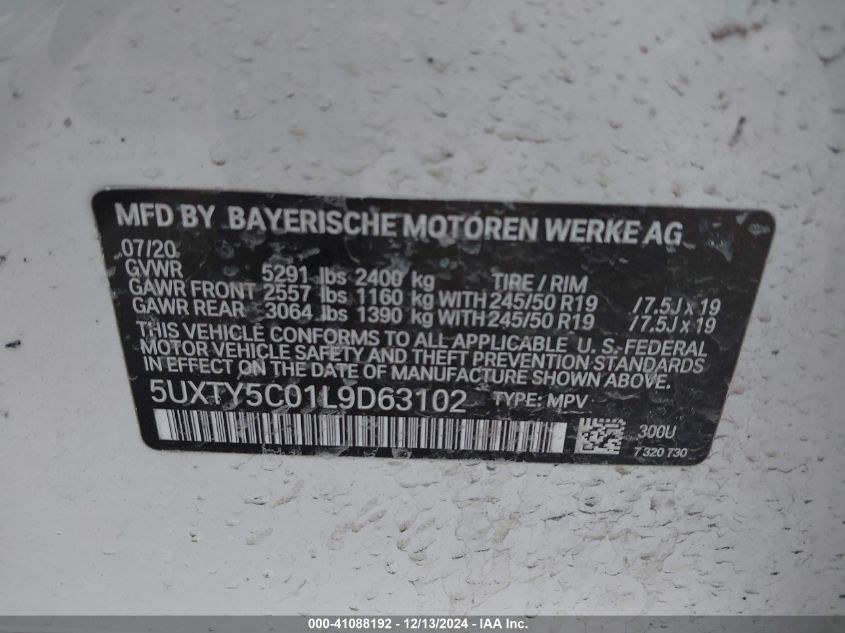 MFD BY BAYERISCHE MOTOREN WERKE AG
07/20
GVWR 5291 lbs 2400 kg TIRE / RIM
GAWR FRONT 2557 lbs 1160 kg WITH 245/50 R19 /7.5J x 19
GAWR REAR 3064 lbs 1390 kg WITH 245/50 R19 /7.5J x 19
THIS VEHICLE CONFORMS TO ALL APPLICABLE U.S. FEDERAL
MOTOR VEHICLE SAFETY AND THEFT PREVENTION STANDARDS
IN EFFECT ON THE DATE OF MANUFACTURE SHOWN ABOVE.
5UXTY5C01L9D63102 TYPE: MPV
300U
7 320 730
000-41088192 - 12/13/2024 - IAA Inc.